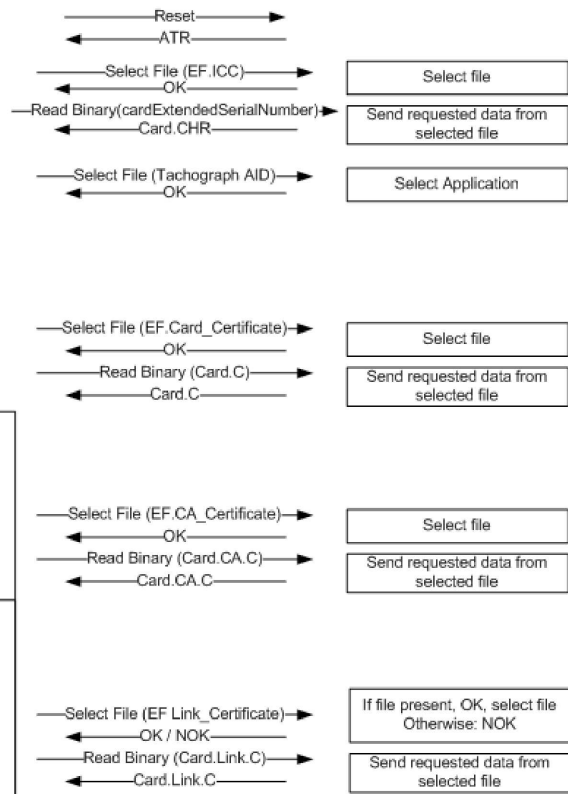 Reset
ATR
Select File (EF.ICC)
OK
Select file
Read Binary(cardExtendedSerialNumber)
Card.CHR
Send requested data from
selected file
Select File (Tachograph AID)
OK
Select Application
Select File (EF.Card_Certificate)
OK
Select file
Read Binary (Card.C)
Card.C
Send requested data from
selected file
Select File (EF.CA_Certificate)
OK
Select file
Read Binary (Card.CA.C)
Card.CA.C
Send requested data from
selected file
Select File (EF Link_Certificate)
OK / NOK
If file present, OK, select file
Otherwise: NOK
Read Binary (Card.Link.C)
Card.Link.C
Send requested data from
selected file